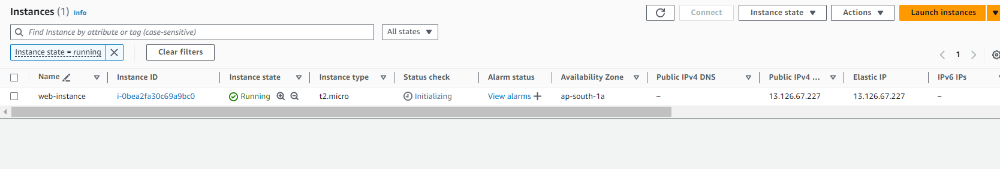 Instances (1) Info
Connect
Instance state
Actions
Launch instances
Find Instance by attribute or tag (case-sensitive)
All states
Instance state = running
Clear filters
1
Name Instance ID Instance state Instance type Status check Alarm status Availability Zone Public IPv4 DNS Public IPv4 ... Elastic IP IPv6 IPs
web-instance i-0bea2fa30c69a9bc0 Running t2.micro Initializing View alarms + ap-south-1a – 13.126.67.227 13.126.67.227 –